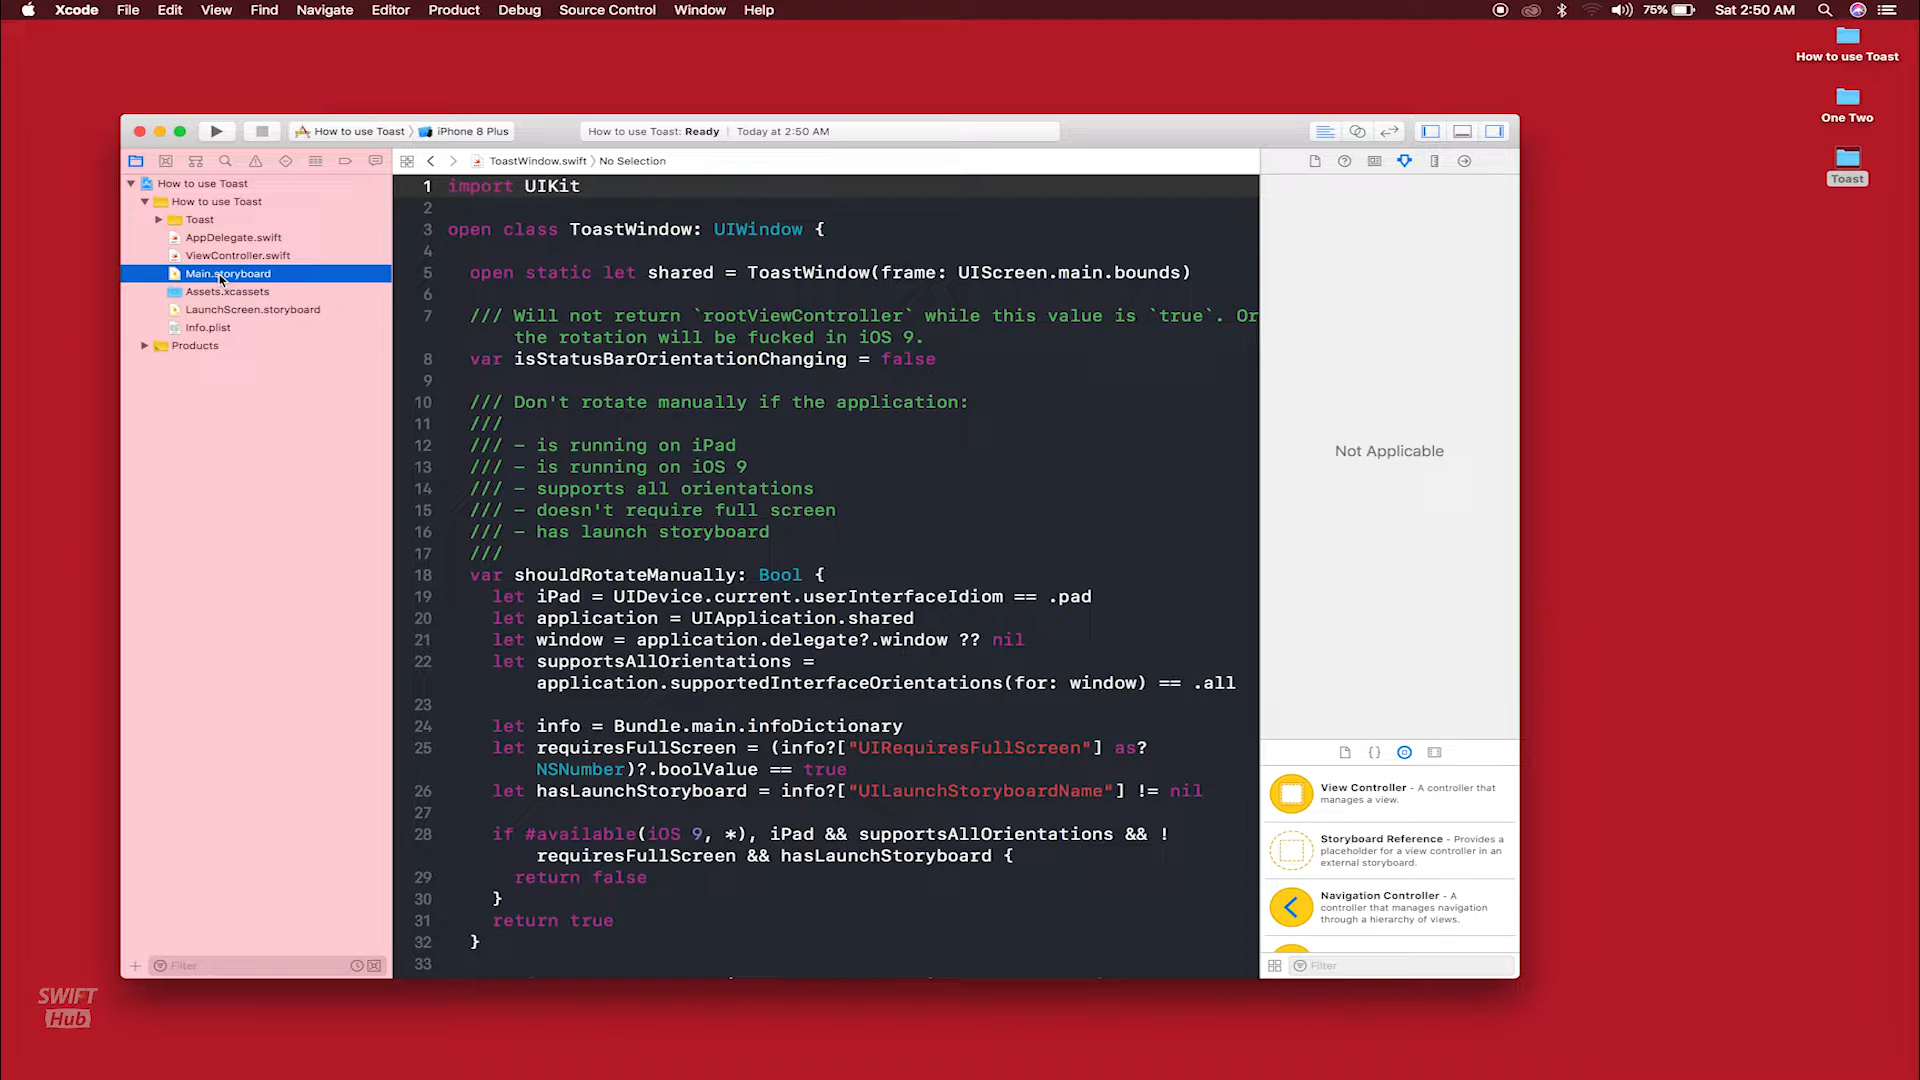 Xcode File Edit View Find Navigate Editor Product Debug Source Control Window Help 75% Sat 2:50 AM
How to use Toast
One Two
Toast
How to use Toast iPhone 8 Plus How to use Toast: Ready Today at 2:50 AM
ToastWindow.swift No Selection
How to use Toast
How to use Toast
Toast
AppDelegate.swift
ViewController.swift
Main.storyboard
Assets.xcassets
LaunchScreen.storyboard
Info.plist
Products
Filter
1 import UIKit
2
3 open class ToastWindow: UIWindow {
4
5 open static let shared = ToastWindow(frame: UIScreen.main.bounds)
6
7 /// Will not return `rootViewController` while this value is `true`. Or
the rotation will be fucked in iOS 9.
8 var isStatusBarOrientationChanging = false
9
10 /// Don't rotate manually if the application:
11 ///
12 /// - is running on iPad
13 /// - is running on iOS 9
14 /// - supports all orientations
15 /// - doesn't require full screen
16 /// - has launch storyboard
17 ///
18 var shouldRotateManually: Bool {
19 let iPad = UIDevice.current.userInterfaceIdiom == .pad
20 let application = UIApplication.shared
21 let window = application.delegate?.window ?? nil
22 let supportsAllOrientations =
application.supportedInterfaceOrientations(for: window) == .all
23
24 let info = Bundle.main.infoDictionary
25 let requiresFullScreen = (info?["UIRequiresFullScreen"] as?
NSNumber)?.boolValue == true
26 let hasLaunchStoryboard = info?["UILaunchStoryboardName"] != nil
27
28 if #available(iOS 9, *), iPad && supportsAllOrientations && !
requiresFullScreen && hasLaunchStoryboard {
29 return false
30 }
31 return true
32 }
33
Not Applicable
View Controller - A controller that
manages a view.
Storyboard Reference - Provides a
placeholder for a view controller in an
external storyboard.
Navigation Controller - A
controller that manages navigation
through a hierarchy of views.
Filter
SWIFT
Hub